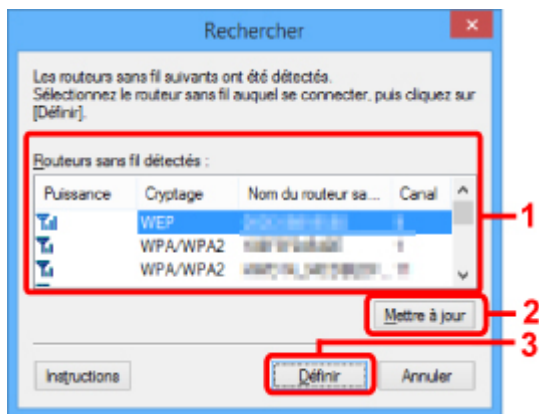 Rechercher
Les routeurs sans fil suivants ont été détectés.
Sélectionnez le routeur sans fil auquel se connecter, puis cliquez sur
[Définir].
Routeurs sans fil détectés :
Puissance Cryptage Nom du routeur sa... Canal
WEP
WPA/WPA2
WPA/WPA2
1
Mettre à jour
2
3
Instructions Définir Annuler